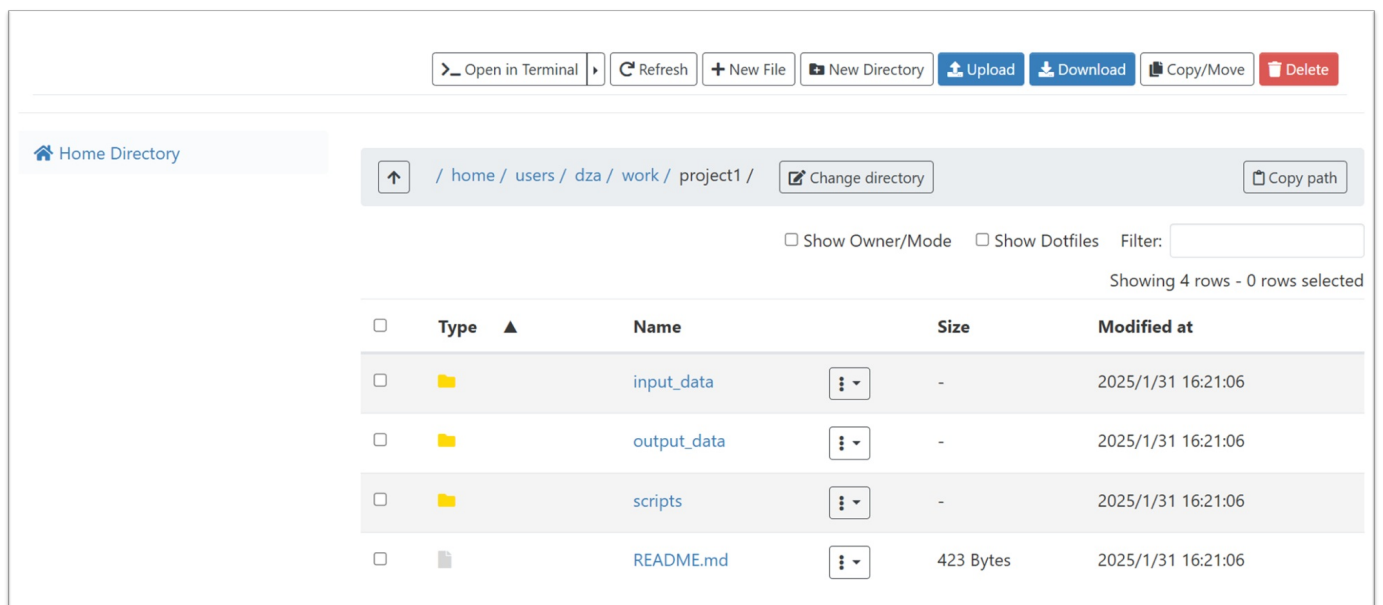 Open in Terminal Refresh New File New Directory Upload Download Copy/Move Delete
Home Directory
/ home / users / dza / work / project1 / Change directory Copy path
Show Owner/Mode Show Dotfiles Filter:
Showing 4 rows - 0 rows selected
Type ▲ Name Size Modified at
input_data - 2025/1/31 16:21:06
output_data - 2025/1/31 16:21:06
scripts - 2025/1/31 16:21:06
README.md 423 Bytes 2025/1/31 16:21:06